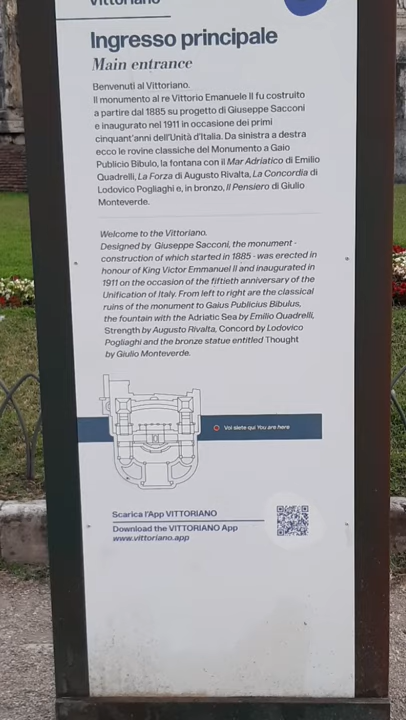 Vittoriano
Ingresso principale
Main entrance
Benvenuti al Vittoriano.
Il monumento al re Vittorio Emanuele II fu costruito
a partire dal 1885 su progetto di Giuseppe Sacconi
e inaugurato nel 1911 in occasione dei primi
cinquant'anni dell'Unità d'Italia. Da sinistra a destra
ecco le rovine classiche del Monumento a Gaio
Publicio Bibulo, la fontana con il Mar Adriatico di Emilio
Quadrelli, La Forza di Augusto Rivalta, La Concordia di
Lodovico Pogliaghi e, in bronzo, Il Pensiero di Giulio
Monteverde.
Welcome to the Vittoriano.
Designed by Giuseppe Sacconi, the monument -
construction of which started in 1885 - was erected in
honour of King Victor Emmanuel II and inaugurated in
1911 on the occasion of the fiftieth anniversary of the
Unification of Italy. From left to right are the classical
ruins of the monument to Gaius Publicius Bibulus,
the fountain with the Adriatic Sea by Emilio Quadrelli,
Strength by Augusto Rivalta, Concord by Lodovico
Pogliaghi and the bronze statue entitled Thought
by Giulio Monteverde.
Voi siete qui You are here
Scarica l'App VITTORIANO
Download the VITTORIANO App
www.vittoriano.app